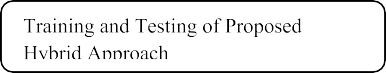 Training and Testing of Proposed
Hybrid Approach